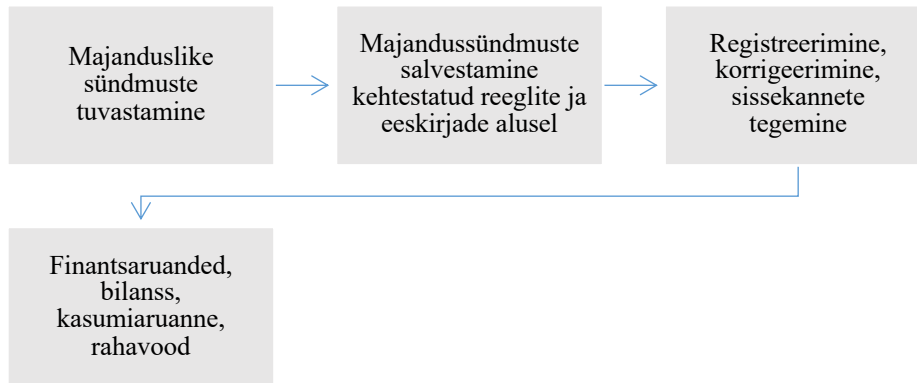 Majanduslike
sündmuste
tuvastamine
Majandussündmuste
salvestamine
kehtestatud reeglite ja
eeskirjade alusel
Registreerimine,
korrigeerimine,
sissekannete
tegemine
Finantsaruanded,
bilanss,
kasumiaruanne,
rahavood